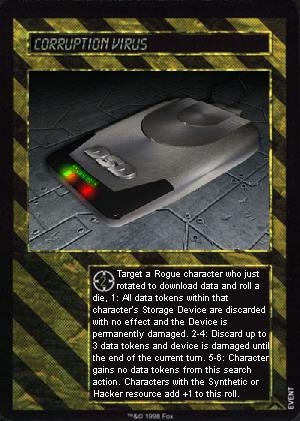 CORRUPTION VIRUS
DSD
Target a Rogue character who just
rotated to download data and roll a
die, 1: All data tokens within that
character's Storage Device are discarded
with no effect and the Device is
permanently damaged. 2-4: Discard up to
3 data tokens and device is damaged until
the end of the current turn. 5-6: Character
gains no data tokens from this search
action. Characters with the Synthetic or
Hacker resource add +1 to this roll.
EVENT
™&© 1998 Fox